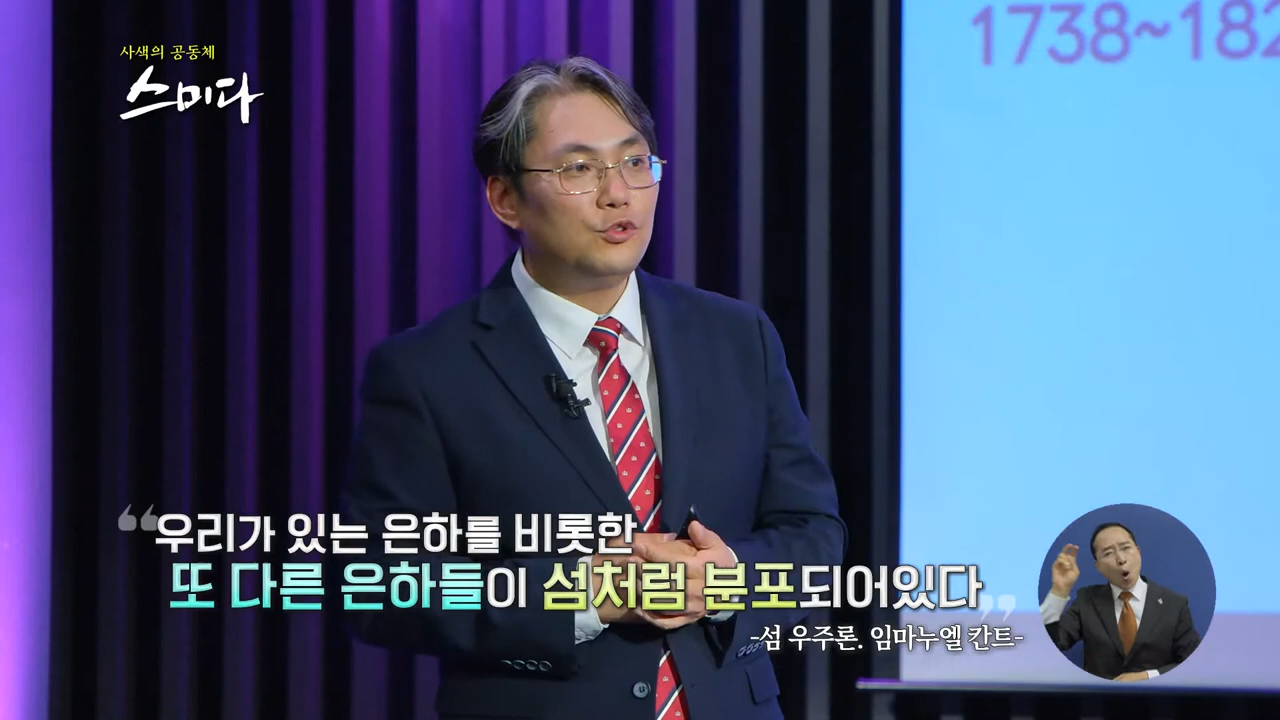 사색의 공동체
스미다
1738~182
“우리가 있는 은하를 비롯한
또 다른 은하들이 섬처럼 분포되어있다”
-섬 우주론. 임마누엘 칸트-